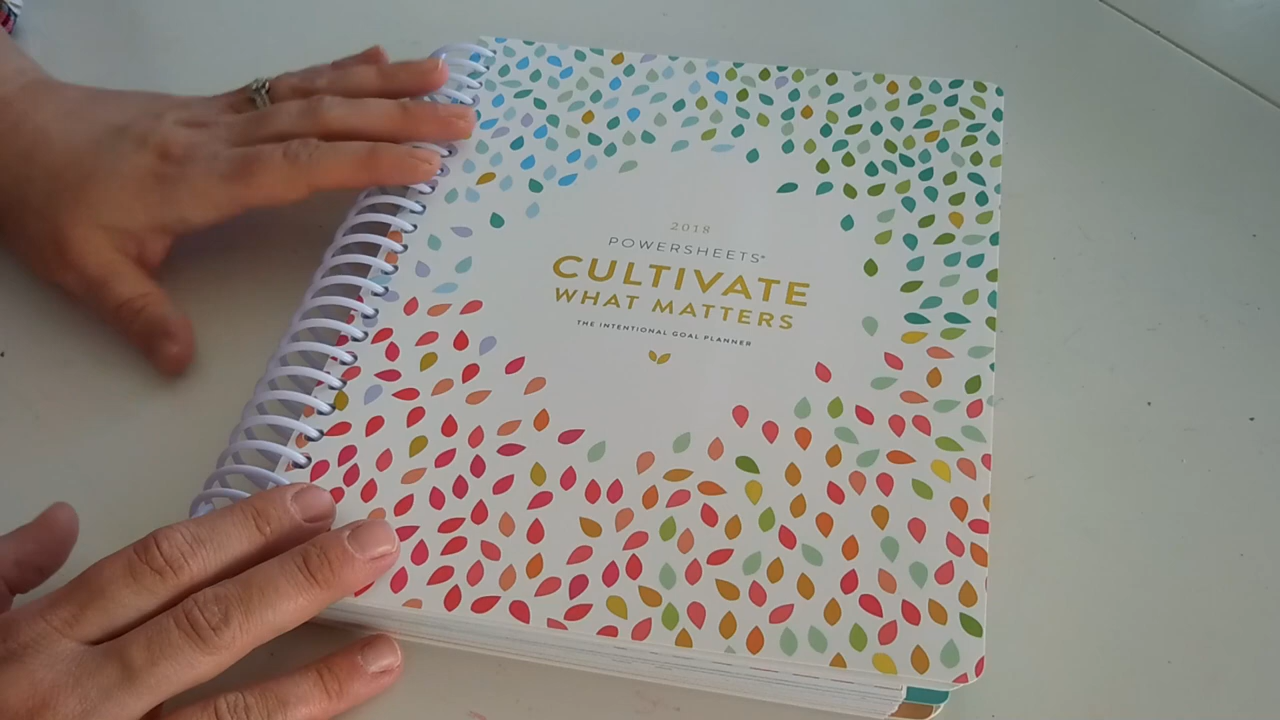 2018
POWERSHEETS®
CULTIVATE
WHAT MATTERS
THE INTENTIONAL GOAL PLANNER